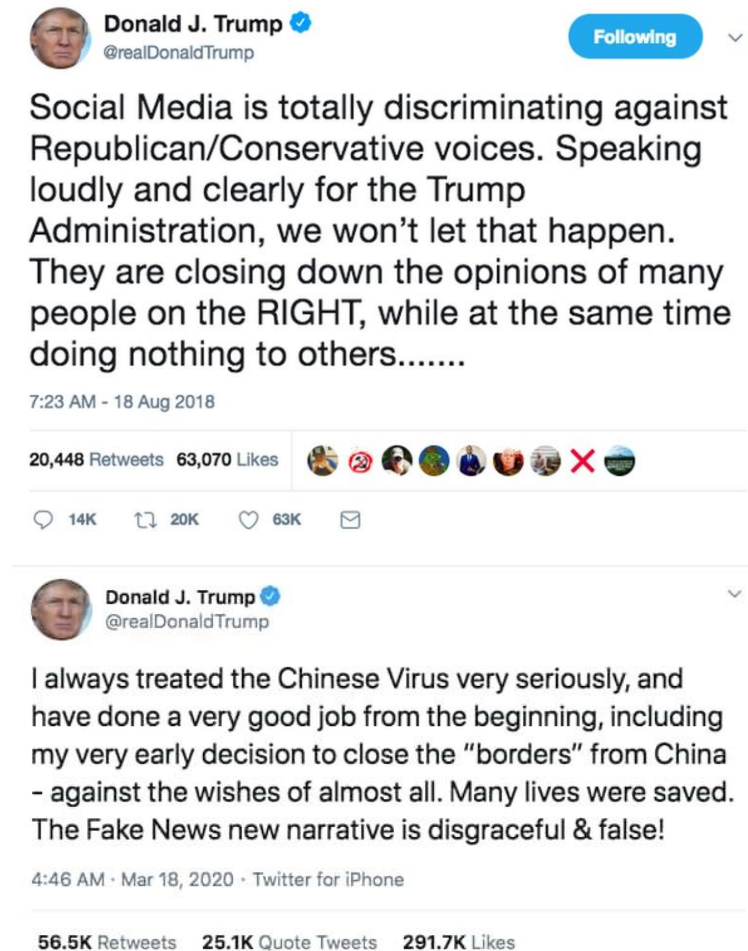 Donald J. Trump
@realDonaldTrump
Following
Social Media is totally discriminating against
Republican/Conservative voices. Speaking
loudly and clearly for the Trump
Administration, we won’t let that happen.
They are closing down the opinions of many
people on the RIGHT, while at the same time
doing nothing to others.......
7:23 AM - 18 Aug 2018
20,448 Retweets 63,070 Likes
14K 20K 63K
Donald J. Trump
@realDonaldTrump
I always treated the Chinese Virus very seriously, and
have done a very good job from the beginning, including
my very early decision to close the “borders” from China
- against the wishes of almost all. Many lives were saved.
The Fake News new narrative is disgraceful & false!
4:46 AM · Mar 18, 2020 · Twitter for iPhone
56.5K Retweets 25.1K Quote Tweets 291.7K Likes